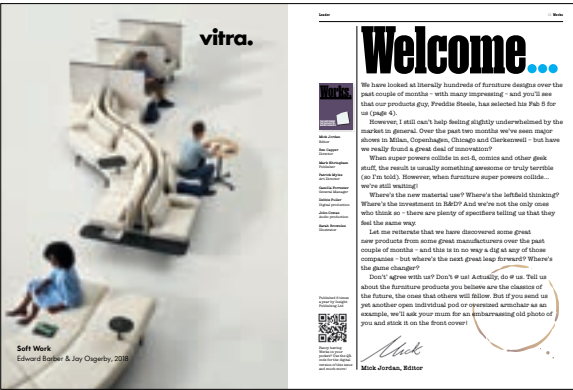 vitra.
Soft Work
Edward Barber & Jay Osgerby, 2018
Leader
Works
Welcome...
Works.
Mick Jordan
Editor
Publisher
Art Director
General Manager
Digital production
Audio production
We have looked at literally hundreds of furniture designs over the
past couple of months – with many impressing – and you'll see
that our products guy, Freddie Steele, has selected his Fab 5 for
us (page 4).
However, I still can't help feeling slightly underwhelmed by the
market in general. Over the past two months we've seen major
shows in Milan, Copenhagen, Chicago and Clerkenwell – but have
we really found a great deal of innovation?
When super powers collide in sci-fi, comics and other geek
stuff, the result is usually something awesome or truly terrible
(so I'm told). However, when furniture super powers collide...
we're still waiting!
Where's the new material use? Where's the leftfield thinking?
Where's the investment in R&D? And we're not the only ones
who think so – there are plenty of specifiers telling us that they
feel the same way.
Let me reiterate that we have discovered some great
new products from some great manufacturers over the past
couple of months – and this is in no way a dig at any of those
companies – but where's the next great leap forward? Where's
the game changer?
Don't' agree with us? Don't @ us! Actually, do @ us. Tell us
about the furniture products you believe are the classics of
the future, the ones that others will follow. But if you send us
yet another open individual pod or oversized armchair as an
example, we'll ask your mum for an embarrassing old photo of
you and stick it on the front cover!
Mick
Mick Jordan, Editor